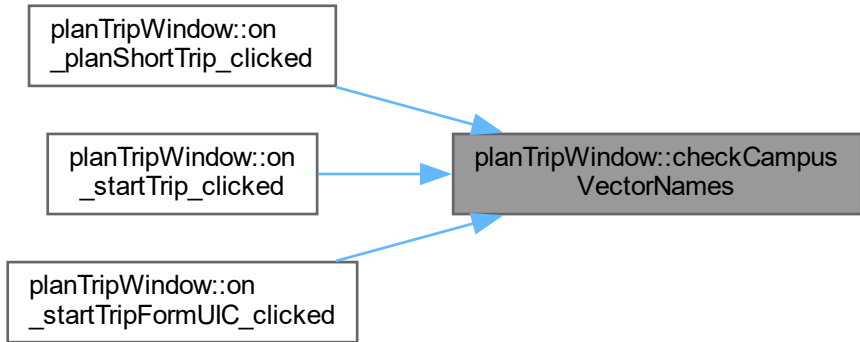 planTripWindow::on
_planShortTrip_clicked
planTripWindow::on
_startTrip_clicked
planTripWindow::checkCampus
VectorNames
planTripWindow::on
_startTripFormUIC_clicked